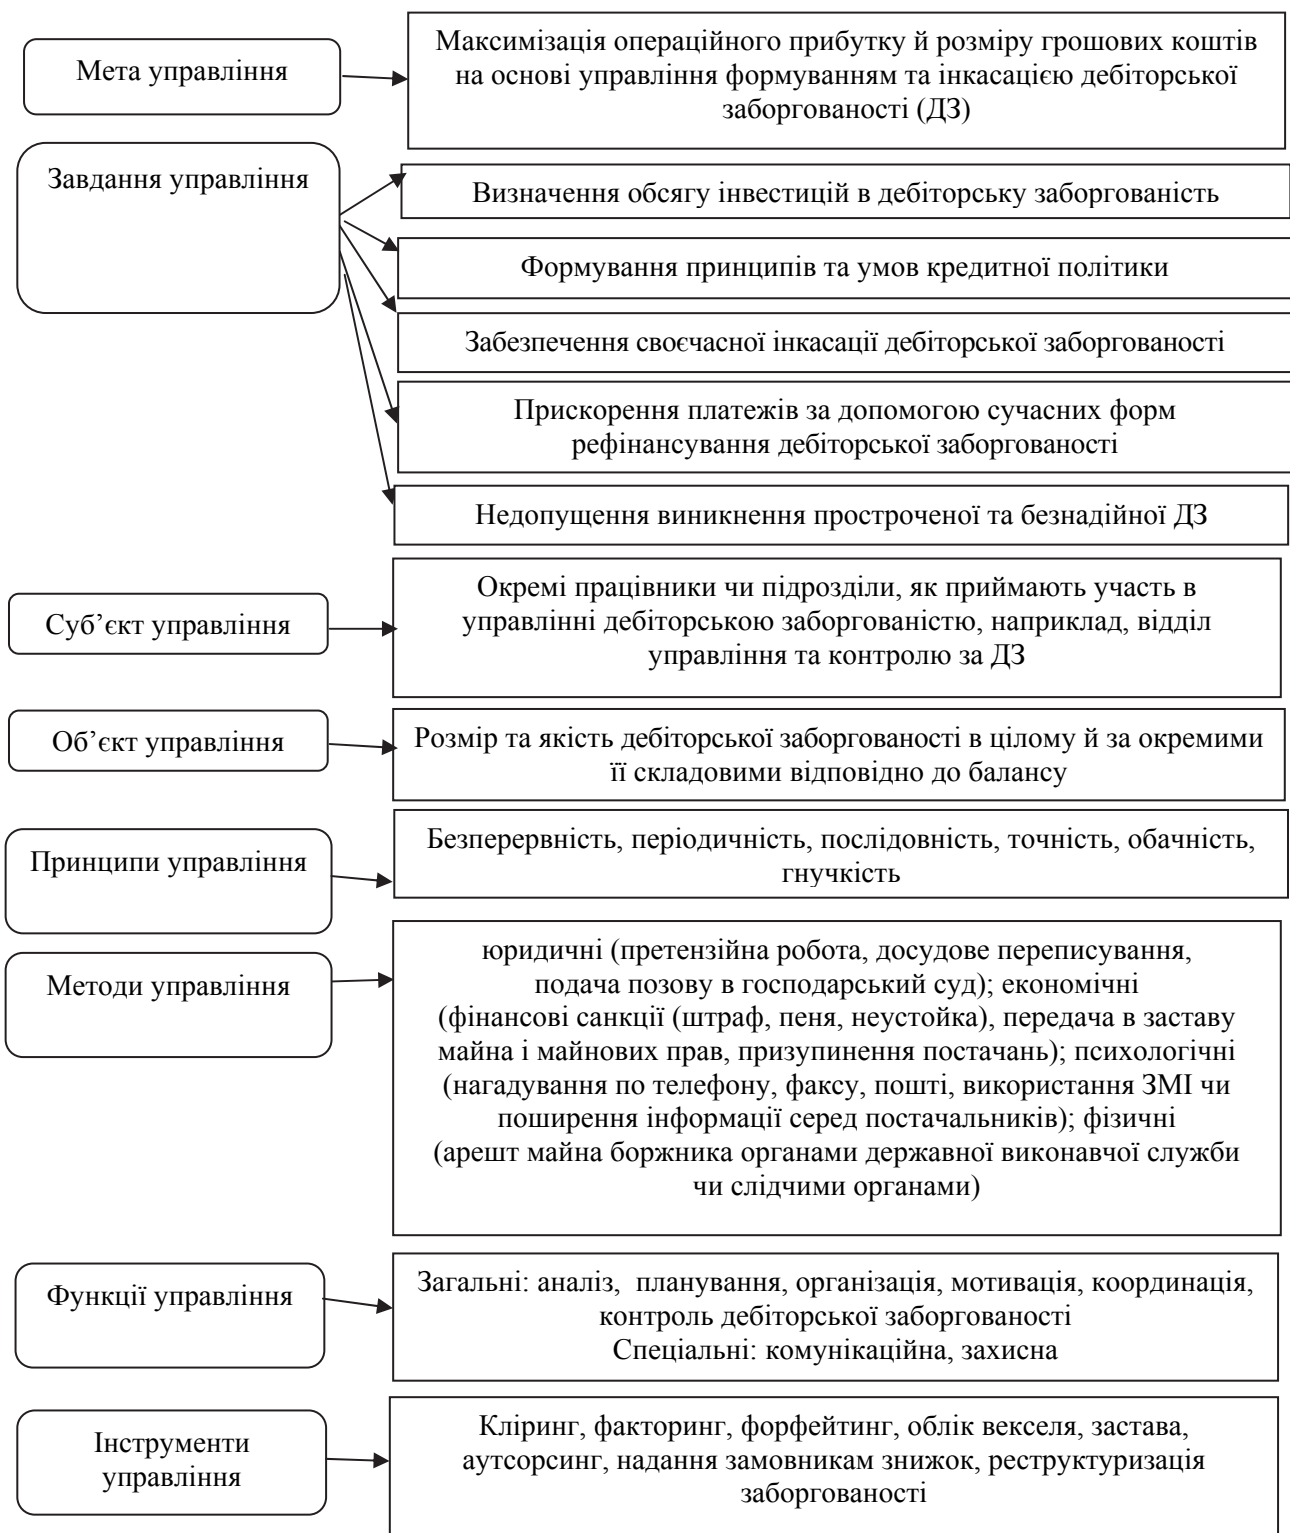 Мета управління
Максимізація операційного прибутку й розміру грошових коштів
на основі управління формуванням та інкасацією дебіторської
заборгованості (ДЗ)
Завдання управління
Визначення обсягу інвестицій в дебіторську заборгованість
Формування принципів та умов кредитної політики
Забезпечення своєчасної інкасації дебіторської заборгованості
Прискорення платежів за допомогою сучасних форм
рефінансування дебіторської заборгованості
Недопущення виникнення простроченої та безнадійної ДЗ
Суб’єкт управління
Окремі працівники чи підрозділи, як приймають участь в
управлінні дебіторською заборгованістю, наприклад, відділ
управління та контролю за ДЗ
Об’єкт управління
Розмір та якість дебіторської заборгованості в цілому й за окремими
її складовими відповідно до балансу
Принципи управління
Безперервність, періодичність, послідовність, точність, обачність,
гнучкість
Методи управління
юридичні (претензійна робота, досудове переписування,
подача позову в господарський суд); економічні
(фінансові санкції (штраф, пеня, неустойка), передача в заставу
майна і майнових прав, призупинення постачань); психологічні
(нагадування по телефону, факсу, пошті, використання ЗМІ чи
поширення інформації серед постачальників); фізичні
(арешт майна боржника органами державної виконавчої служби
чи слідчими органами)
Функції управління
Загальні: аналіз, планування, організація, мотивація, координація,
контроль дебіторської заборгованості
Спеціальні: комунікаційна, захисна
Інструменти
управління
Кліринг, факторинг, форфейтинг, облік векселя, застава,
аутсорсинг, надання замовникам знижок, реструктуризація
заборгованості